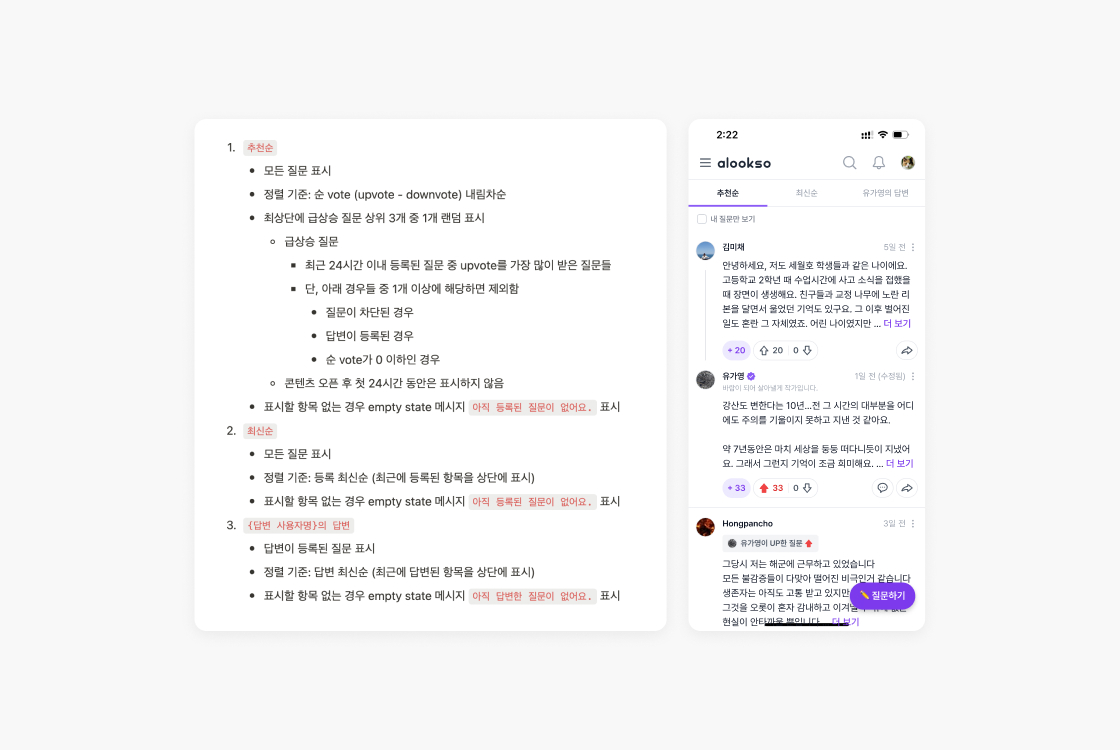 1. 추천순
• 모든 질문 표시
• 정렬 기준: 순 vote (upvote - downvote) 내림차순
• 최상단에 급상승 질문 상위 3개 중 1개 랜덤 표시
◦ 급상승 질문
▪ 최근 24시간 이내 등록된 질문 중 upvote를 가장 많이 받은 질문들
▪ 단, 아래 경우들 중 1개 이상에 해당하면 제외함
• 질문이 차단된 경우
• 답변이 등록된 경우
• 순 vote가 0 이하인 경우
◦ 콘텐츠 오픈 후 첫 24시간 동안은 표시하지 않음
• 표시할 항목 없는 경우 empty state 메시지 아직 등록된 질문이 없어요. 표시
2. 최신순
• 모든 질문 표시
• 정렬 기준: 등록 최신순 (최근에 등록된 항목을 상단에 표시)
• 표시할 항목 없는 경우 empty state 메시지 아직 등록된 질문이 없어요. 표시
3. {답변 사용자명}의 답변
• 답변이 등록된 질문 표시
• 정렬 기준: 답변 최신순 (최근에 답변된 항목을 상단에 표시)
• 표시할 항목 없는 경우 empty state 메시지 아직 답변한 질문이 없어요. 표시
2:22
alookso
추천순 최신순 유가영의 답변
내 질문만 보기
김미채 5일 전
안녕하세요, 저도 세월호 학생들과 같은 나이에요.
고등학교 2학년 때 수업시간에 사고 소식을 접했을
때 장면이 생생해요. 친구들과 교정 나무에 노란 리
본을 달면서 울었던 기억도 있구요. 그 이후 벌어진
일도 혼란 그 자체였죠. 어린 나이였지만 ... 더 보기
+ 20 20 0
유가영 1일 전 (수정됨)
바람이 되어 살아낼게 작가입니다.
강산도 변한다는 10년...전 그 시간의 대부분을 어디
에도 주의를 기울이지 못하고 지낸 것 같아요.
약 7년동안은 마치 세상을 둥둥 떠다니듯이 지냈어
요. 그래서 그런지 기억이 조금 희미해요. ... 더 보기
+ 33 33 0
Hongpancho 3일 전
유가영이 UP한 질문
그당시 저는 해군에 근무하고 있었습니다
모든 불감증들이 다맞아 떨어진 비극인거 같습니다
생존자는 아직도 고통 받고 있지만
그것을 오롯이 혼자 감내하고
현실이 안타까울 뿐입니다 ... 더 보기
질문하기